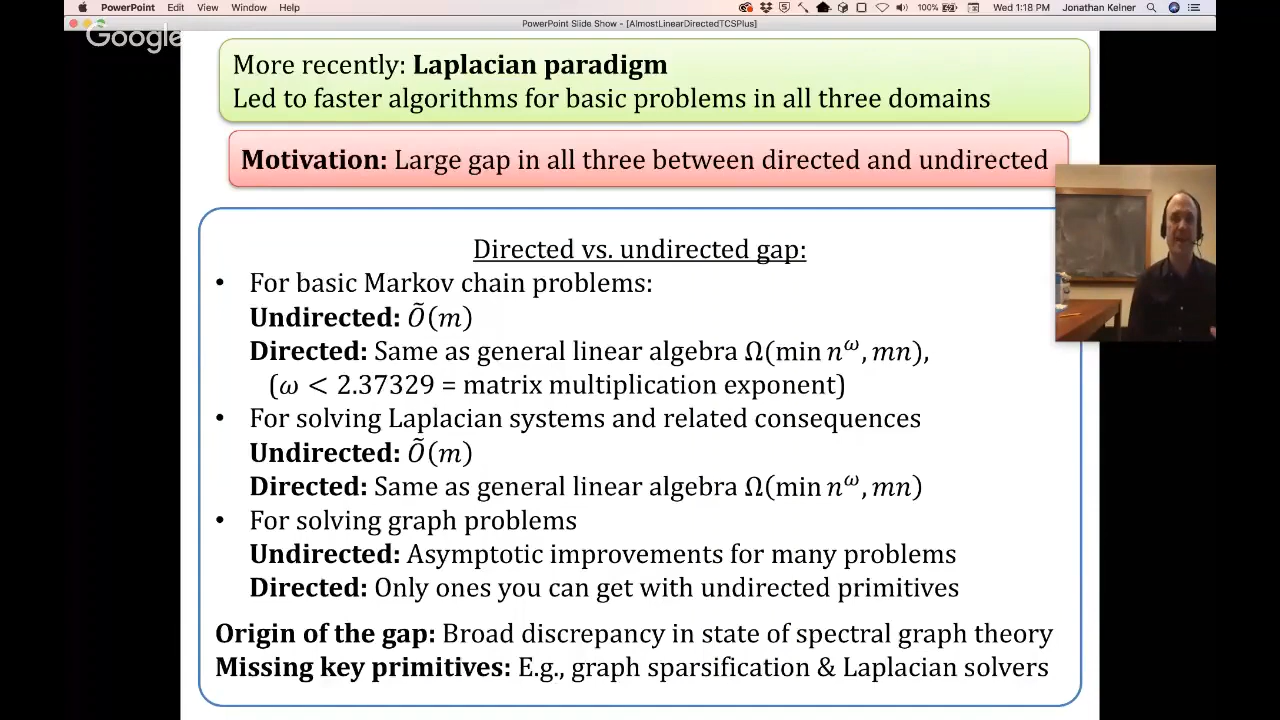 PowerPoint Edit View Window Help 100% Wed 1:18 PM Jonathan Kelner
PowerPoint Slide Show - [AlmostLinearDirectedTCSPlus]
Google
More recently: Laplacian paradigm
Led to faster algorithms for basic problems in all three domains
Motivation: Large gap in all three between directed and undirected
Directed vs. undirected gap:
• For basic Markov chain problems:
Undirected: Õ(m)
Directed: Same as general linear algebra Ω(min n^ω, mn),
(ω < 2.37329 = matrix multiplication exponent)
• For solving Laplacian systems and related consequences
Undirected: Õ(m)
Directed: Same as general linear algebra Ω(min n^ω, mn)
• For solving graph problems
Undirected: Asymptotic improvements for many problems
Directed: Only ones you can get with undirected primitives
Origin of the gap: Broad discrepancy in state of spectral graph theory
Missing key primitives: E.g., graph sparsification & Laplacian solvers